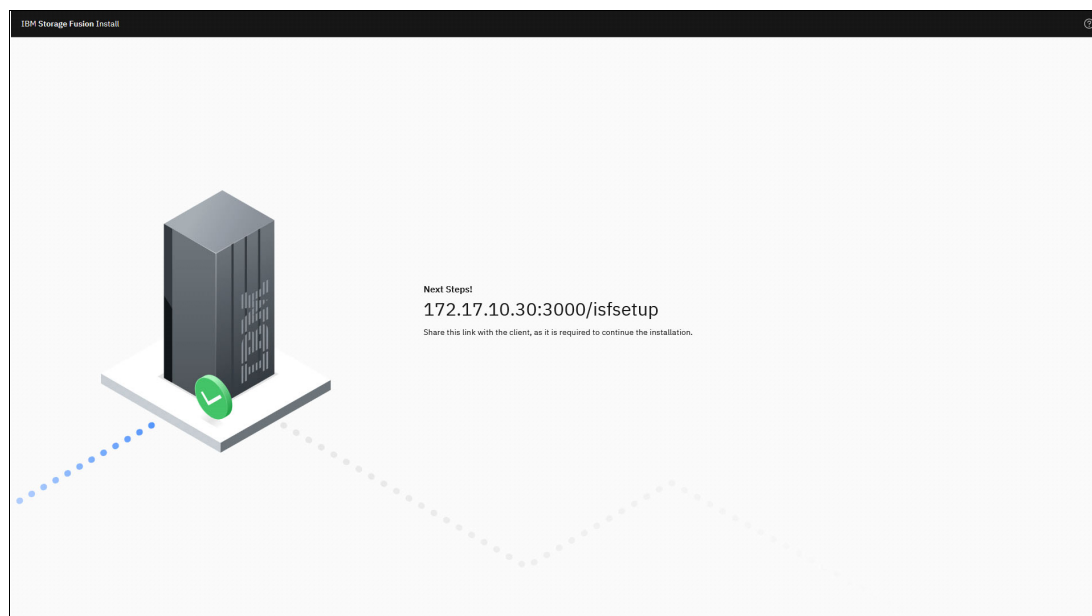 IBM Storage Fusion Install
Next Steps!
172.17.10.30:3000/isfsetup
Share this link with the client, as it is required to continue the installation.
IBM